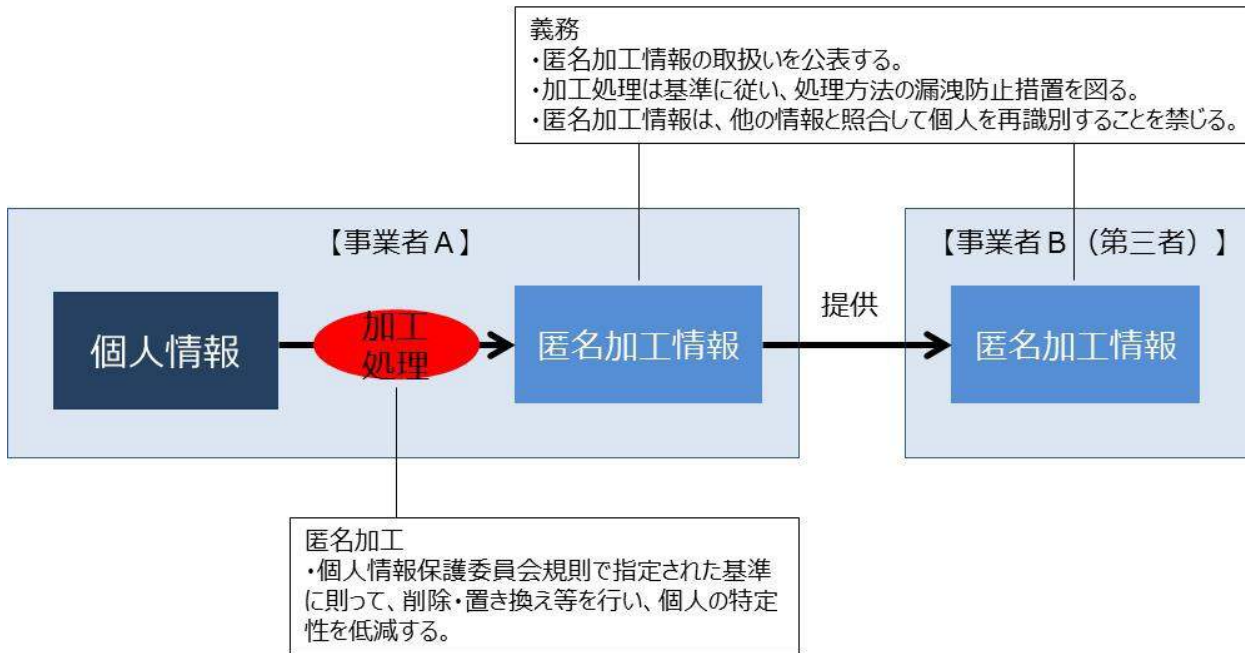 義務
・匿名加工情報の取扱いを公表する。
・加工処理は基準に従い、処理方法の漏洩防止措置を図る。
・匿名加工情報は、他の情報と照合して個人を再識別することを禁じる。
【事業者A】
【事業者B（第三者）】
個人情報
加工
処理
匿名加工情報
提供
匿名加工情報
匿名加工
・個人情報保護委員会規則で指定された基準
に則って、削除・置き換え等を行い、個人の特定
性を低減する。